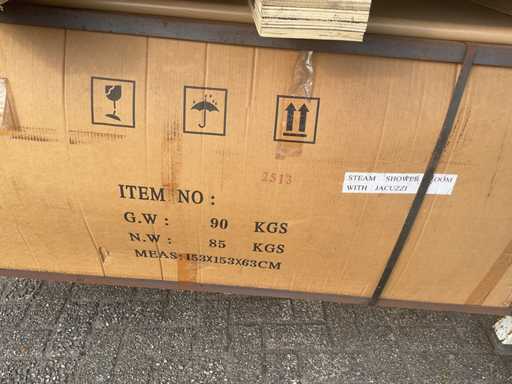 2513
STEAM SHOWER ROOM
WITH JACUZZI
ITEM NO:
G.W: 90 KGS
N.W: 85 KGS
MEAS:153X153X63CM